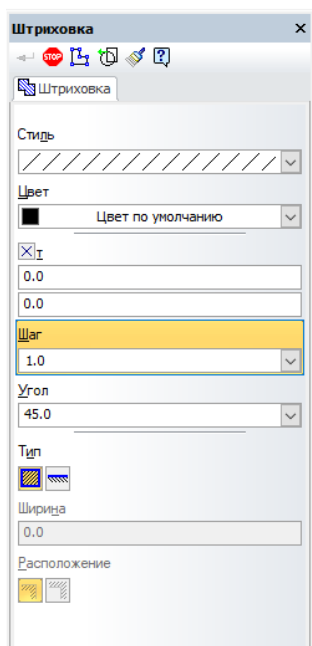 Штриховка
STOP
Штриховка
Стиль
Цвет
Цвет по умолчанию
т
0.0
0.0
Шаг
1.0
Угол
45.0
Тип
Ширина
0.0
Расположение